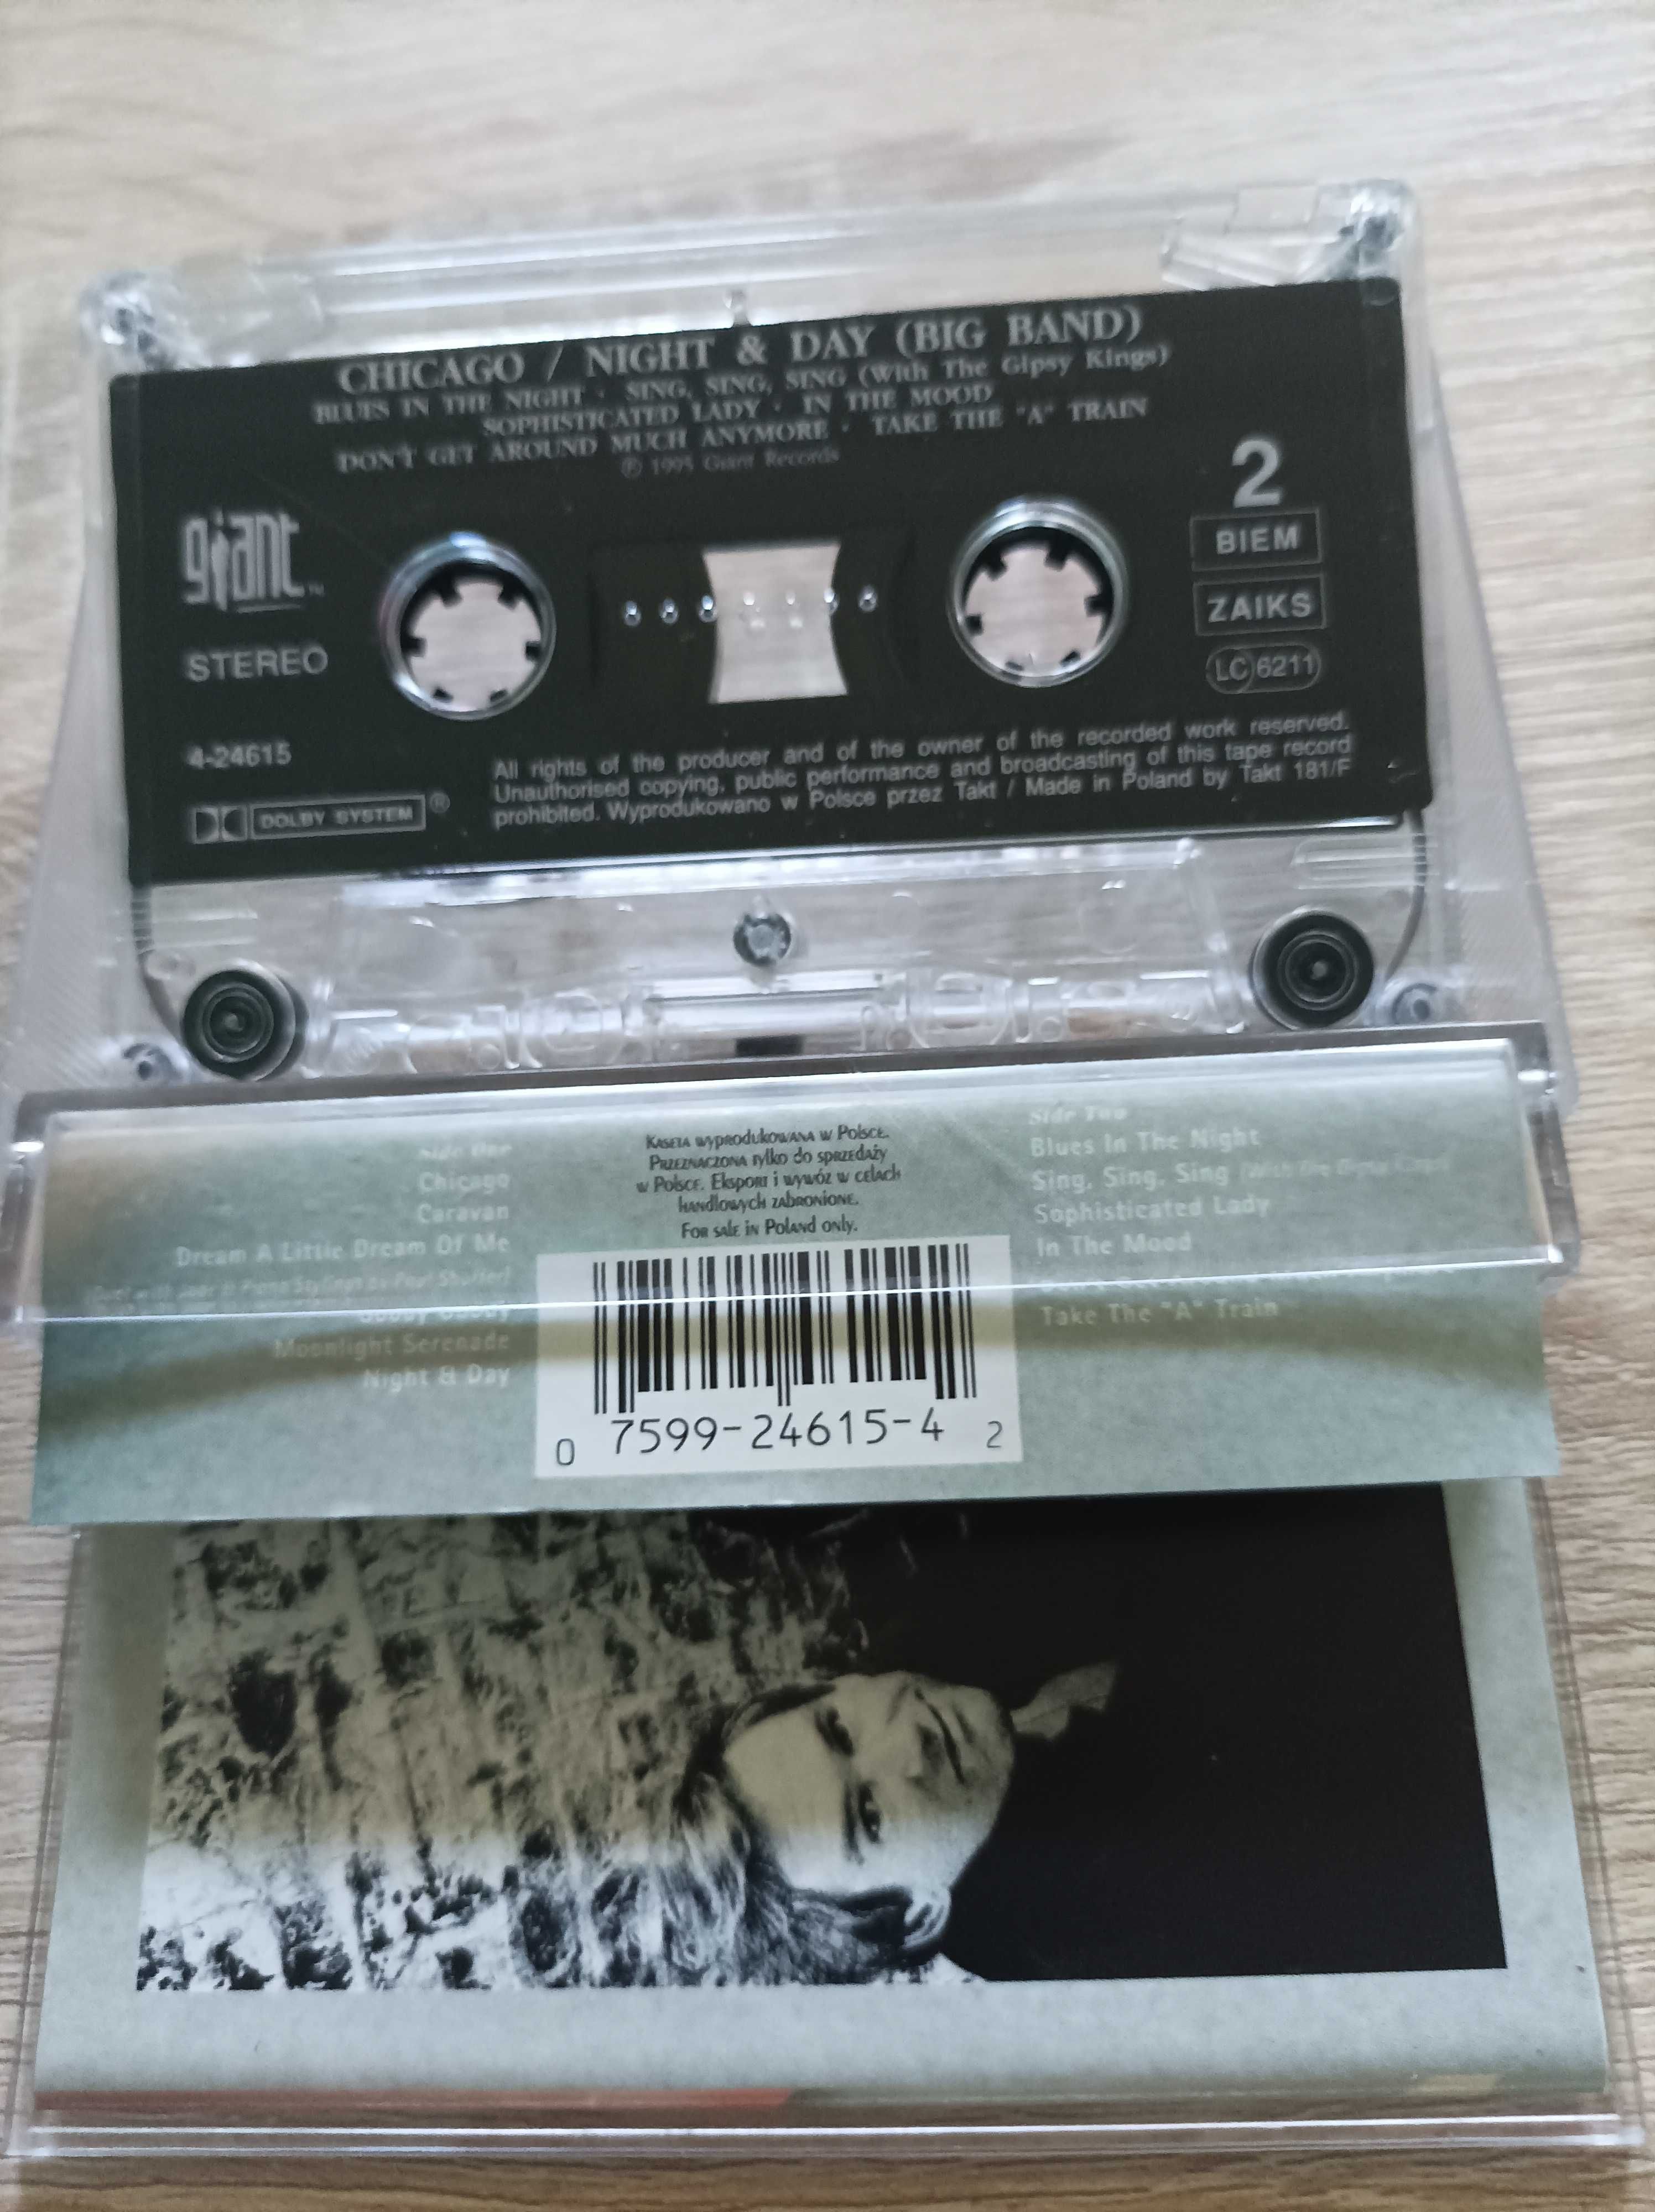 CHICAGO / NIGHT & DAY (BIG BAND)
BLUES IN THE NIGHT · SING, SING, SING (With The Gipsy Kings)
SOPHISTICATED LADY · IN THE MOOD
DON'T GET AROUND MUCH ANYMORE · TAKE THE "A" TRAIN
℗ 1995 Giant Records
giant™
STEREO
4-24615
DOLBY SYSTEM®
2
BIEM
ZAIKS
LC 6211
All rights of the producer and of the owner of the recorded work reserved.
Unauthorised copying, public performance and broadcasting of this tape record
prohibited. Wyprodukowano w Polsce przez Takt / Made in Poland by Takt 181/F
Side One
Chicago
Caravan
Dream A Little Dream Of Me
Moonlight Serenade
Night & Day
Kaseta wyprodukowana w Polsce.
Przeznaczona tylko do sprzedaży
w Polsce. Eksport i wywóz w celach
handlowych zabronione.
For sale in Poland only.
0 7599-24615-4 2
Side Two
Blues In The Night
Sing, Sing, Sing
Sophisticated Lady
In The Mood
Take The "A" Train